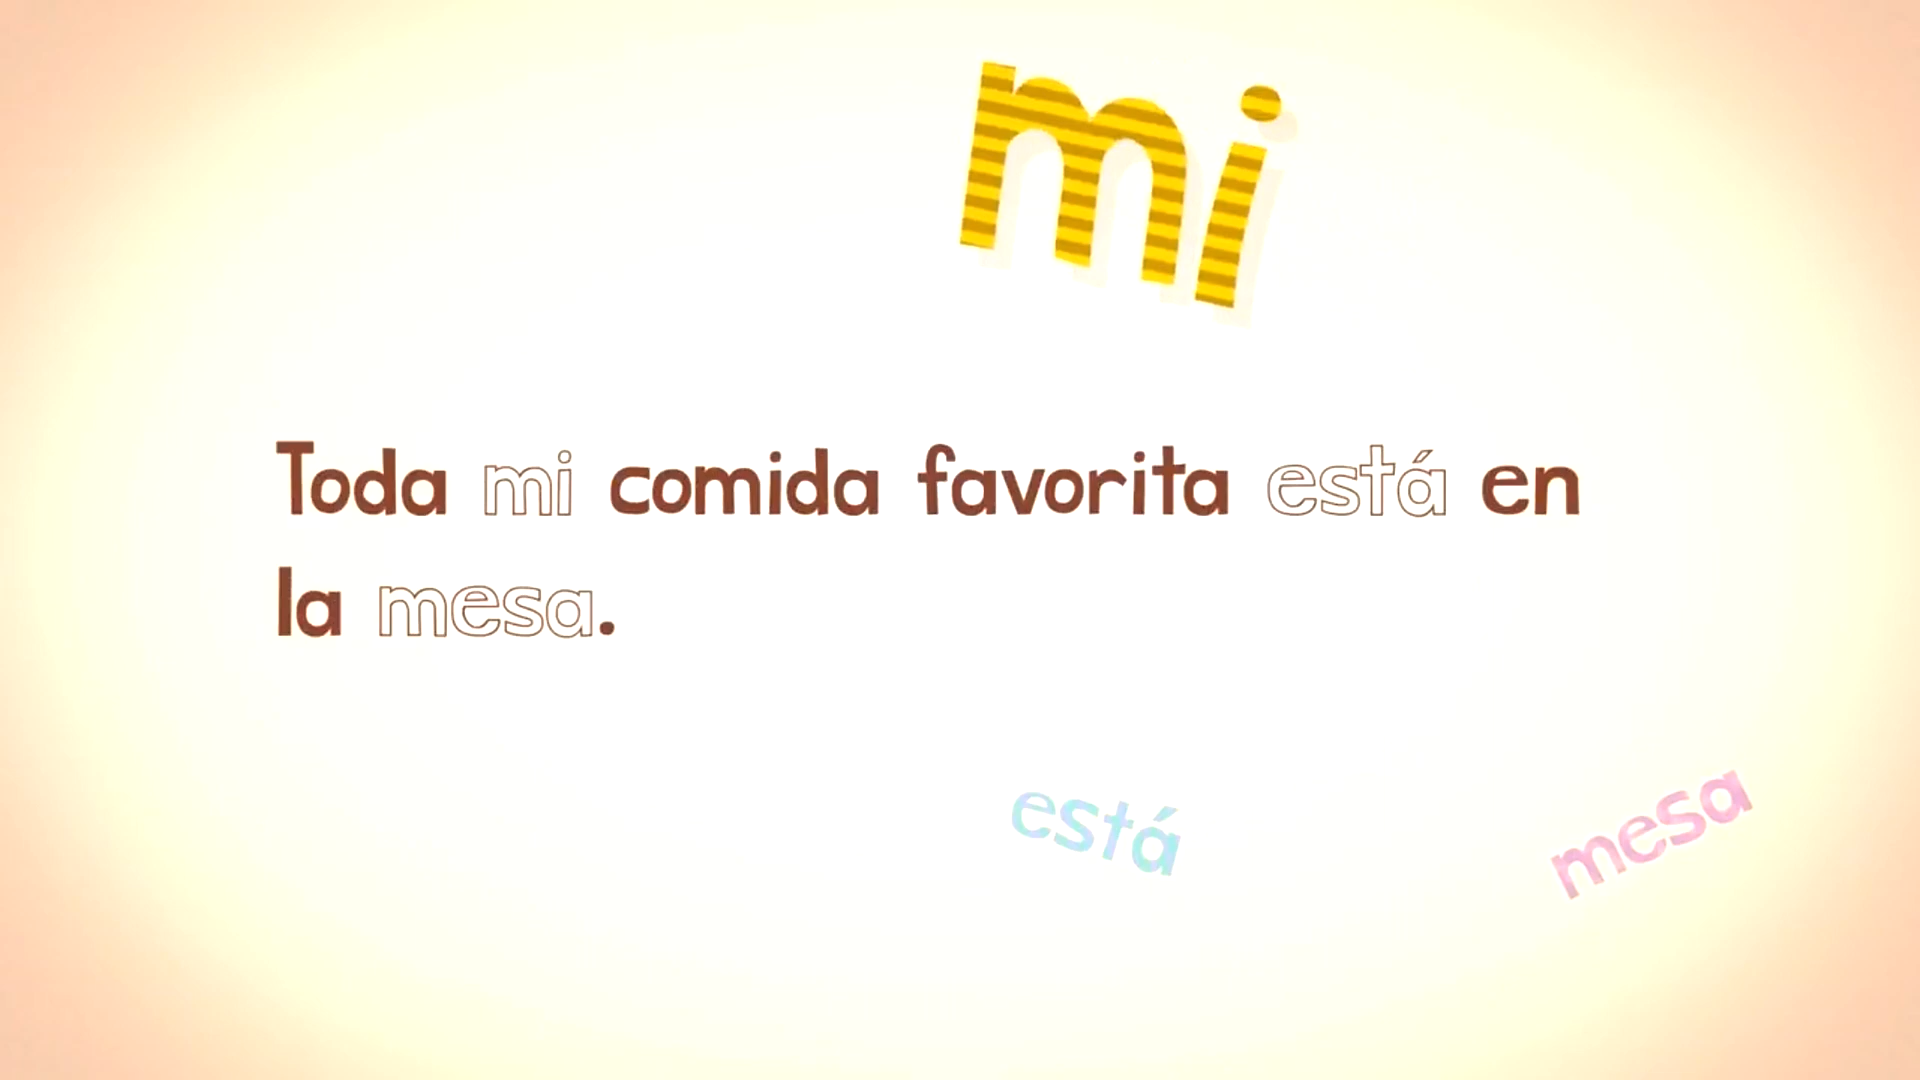 mi
Toda mi comida favorita está en
la mesa.
está
mesa